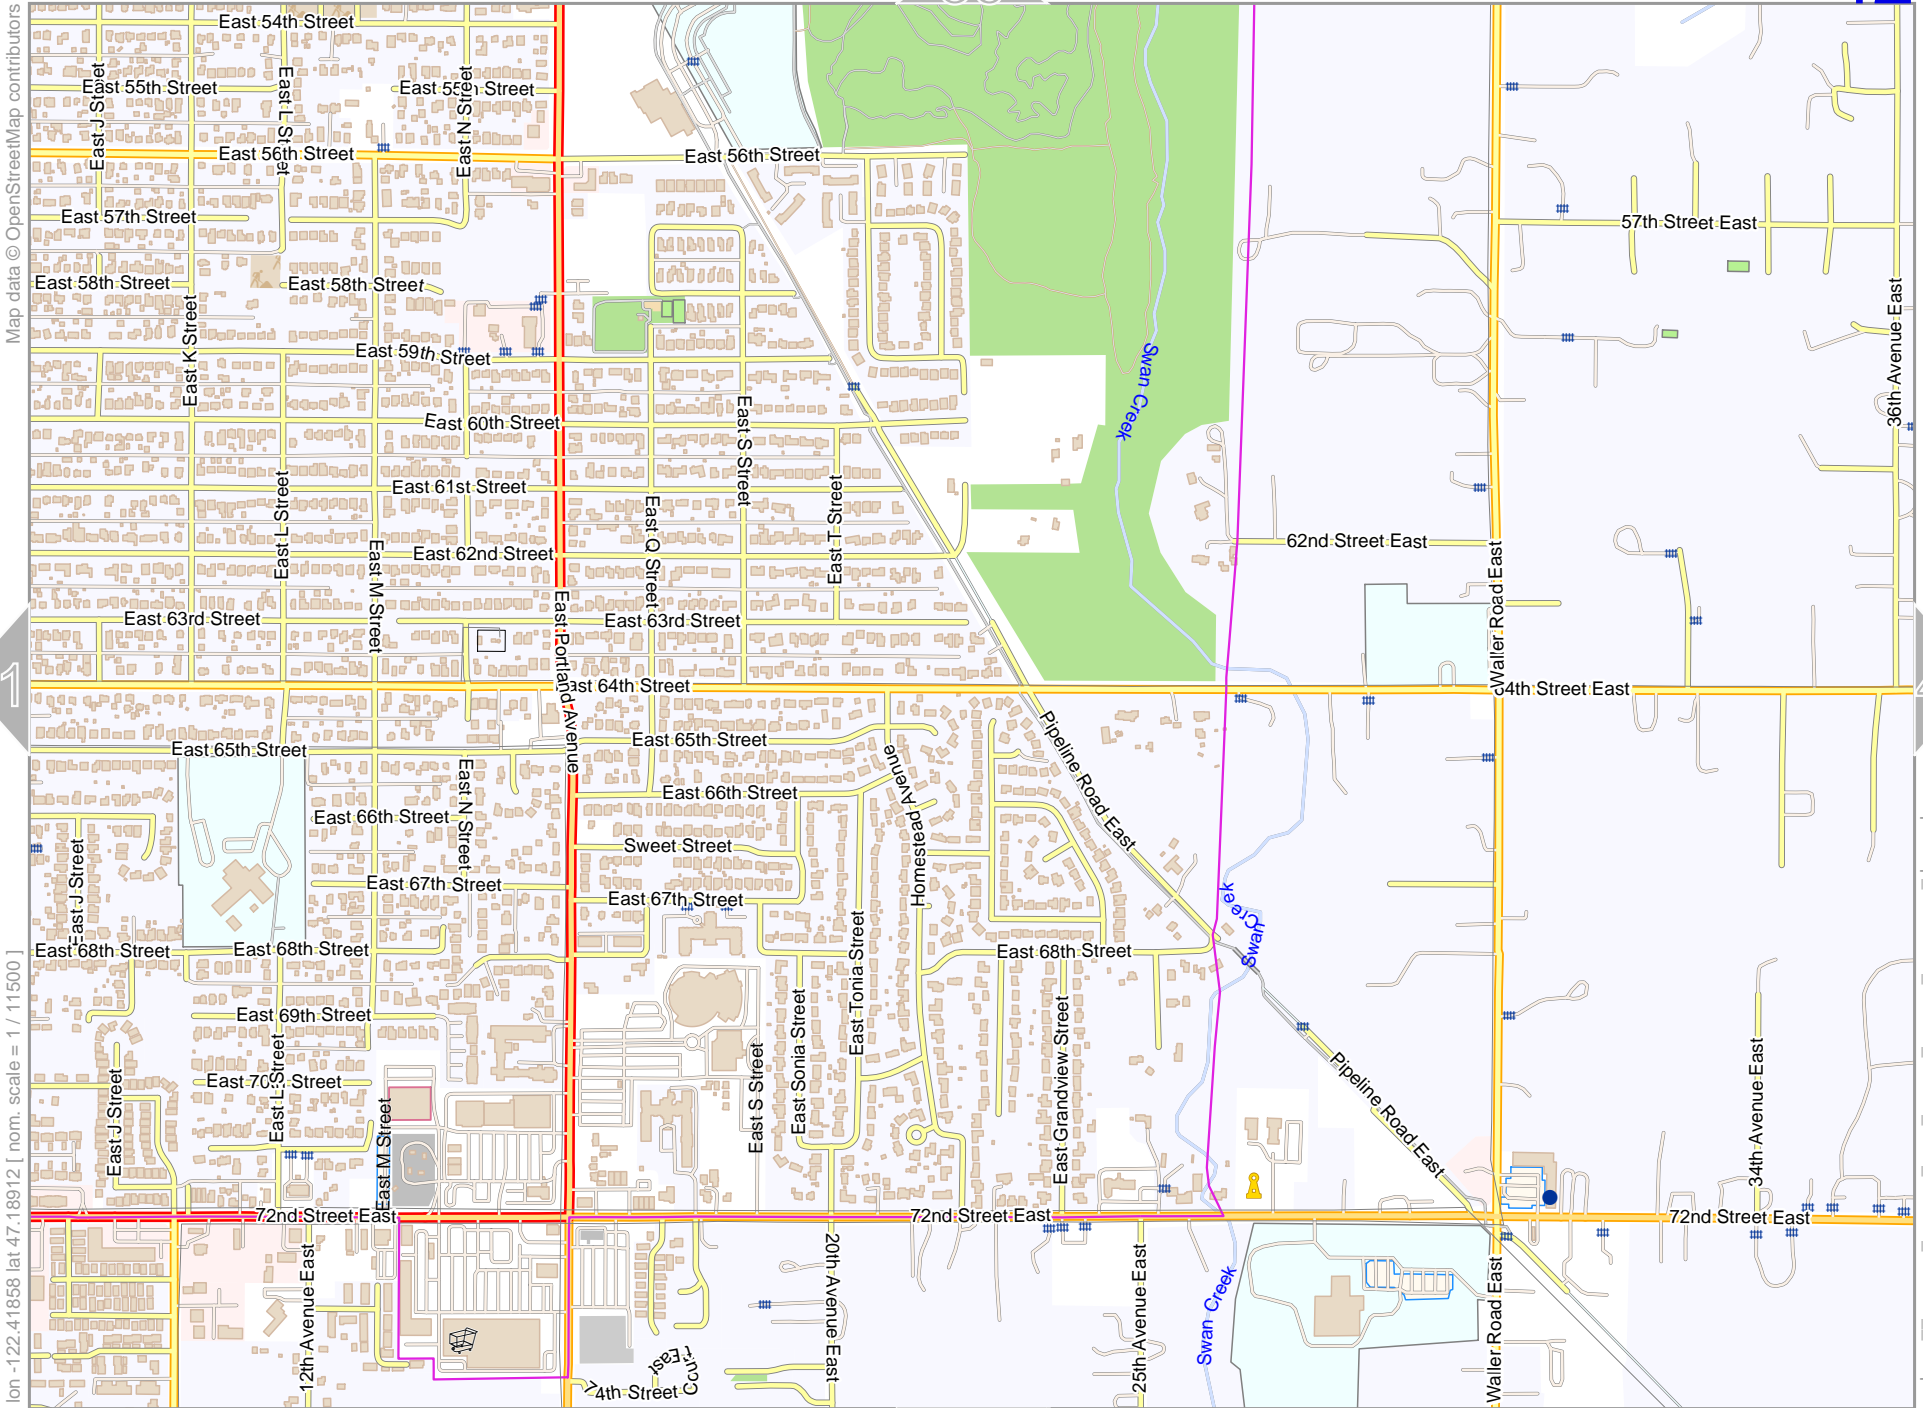 Map data © OpenStreetMap contributors
lon -122.41858 lat 47.18912 [ nom. scale = 1 / 11500 ]
1
East 54th Street
East 55th Street
East 55th Street
East J Street
East L Street
East N Street
East 56th Street
East 56th Street
East 57th Street
57th Street East
East 58th Street
East 58th Street
East K Street
36th Avenue East
East 59th Street
Swan Creek
East 60th Street
East S Street
East 61st Street
East L Street
East Q Street
East T Street
East 62nd Street
62nd Street East
East M Street
Waller Road East
East 63rd Street
East 63rd Street
East Portland Avenue
East 64th Street
64th Street East
East 65th Street
East 65th Street
Pipeline Road East
Homestead Avenue
East 66th Street
East 66th Street
East N Street
East J Street
Sweet Street
East 67th Street
East 67th Street
Swan Creek
East 68th Street
East 68th Street
East 68th Street
East Tonia Street
East 69th Street
East Sonia Street
East Grandview Street
East S Street
East 70th Street
East L Street
East J Street
East M Street
Pipeline Road East
34th Avenue East
72nd Street East
72nd Street East
72nd Street East
12th Avenue East
20th Avenue East
25th Avenue East
Swan Creek
Waller Road East
74th Street Court East